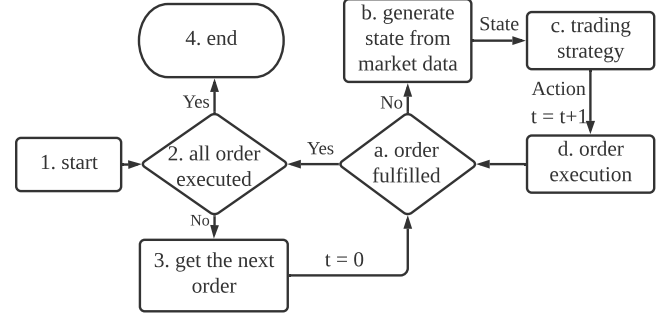 4. end
b. generate
state from
market data
State
c. trading
strategy
Yes
No
Action
t = t+1
1. start
2. all order
executed
Yes
a. order
fulfilled
d. order
execution
No
3. get the next
order
t = 0